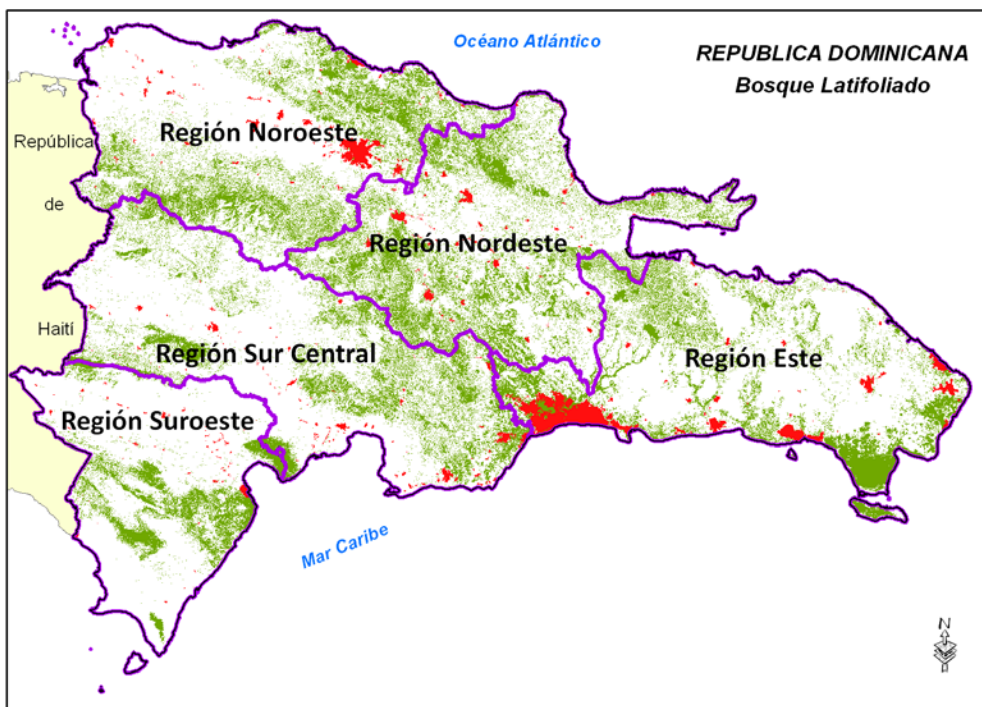 Océano Atlántico
REPUBLICA DOMINICANA
Bosque Latifoliado
Región Noroeste
República
de
Haití
Región Nordeste
Región Sur Central
Región Este
Región Suroeste
Mar Caribe
N